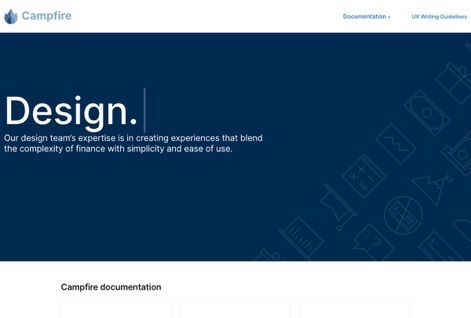 Campfire
Documentation
UX Writing Guidelines
Design.
Our design team's expertise is in creating experiences that blend
the complexity of finance with simplicity and ease of use.
Campfire documentation